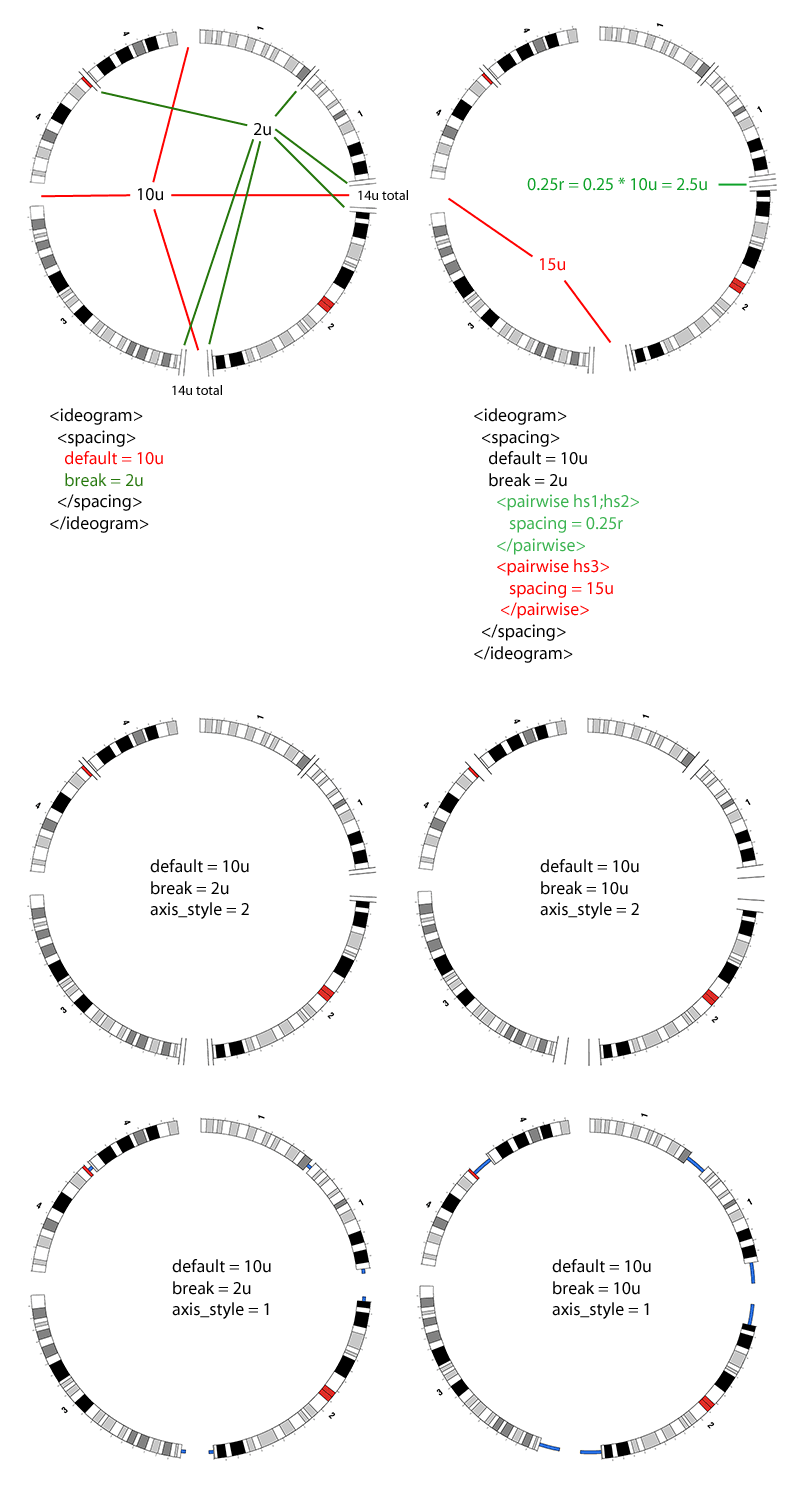 4
1
2u
4
1
10u
14u total
3
2
14u total
<ideogram>
<spacing>
default = 10u
break = 2u
</spacing>
</ideogram>
4
1
4
1
0.25r = 0.25 * 10u = 2.5u
15u
3
2
<ideogram>
<spacing>
default = 10u
break = 2u
<pairwise hs1;hs2>
spacing = 0.25r
</pairwise>
<pairwise hs3>
spacing = 15u
</pairwise>
</spacing>
</ideogram>
4
1
4
1
default = 10u
break = 2u
axis_style = 2
3
2
4
1
4
1
default = 10u
break = 10u
axis_style = 2
3
2
4
1
4
1
default = 10u
break = 2u
axis_style = 1
3
2
4
1
4
1
default = 10u
break = 10u
axis_style = 1
3
2